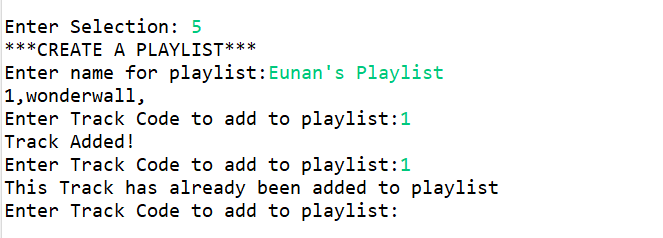 Enter Selection: 5
***CREATE A PLAYLIST***
Enter name for playlist:Eunan's Playlist
1,wonderwall,
Enter Track Code to add to playlist:1
Track Added!
Enter Track Code to add to playlist:1
This Track has already been added to playlist
Enter Track Code to add to playlist: